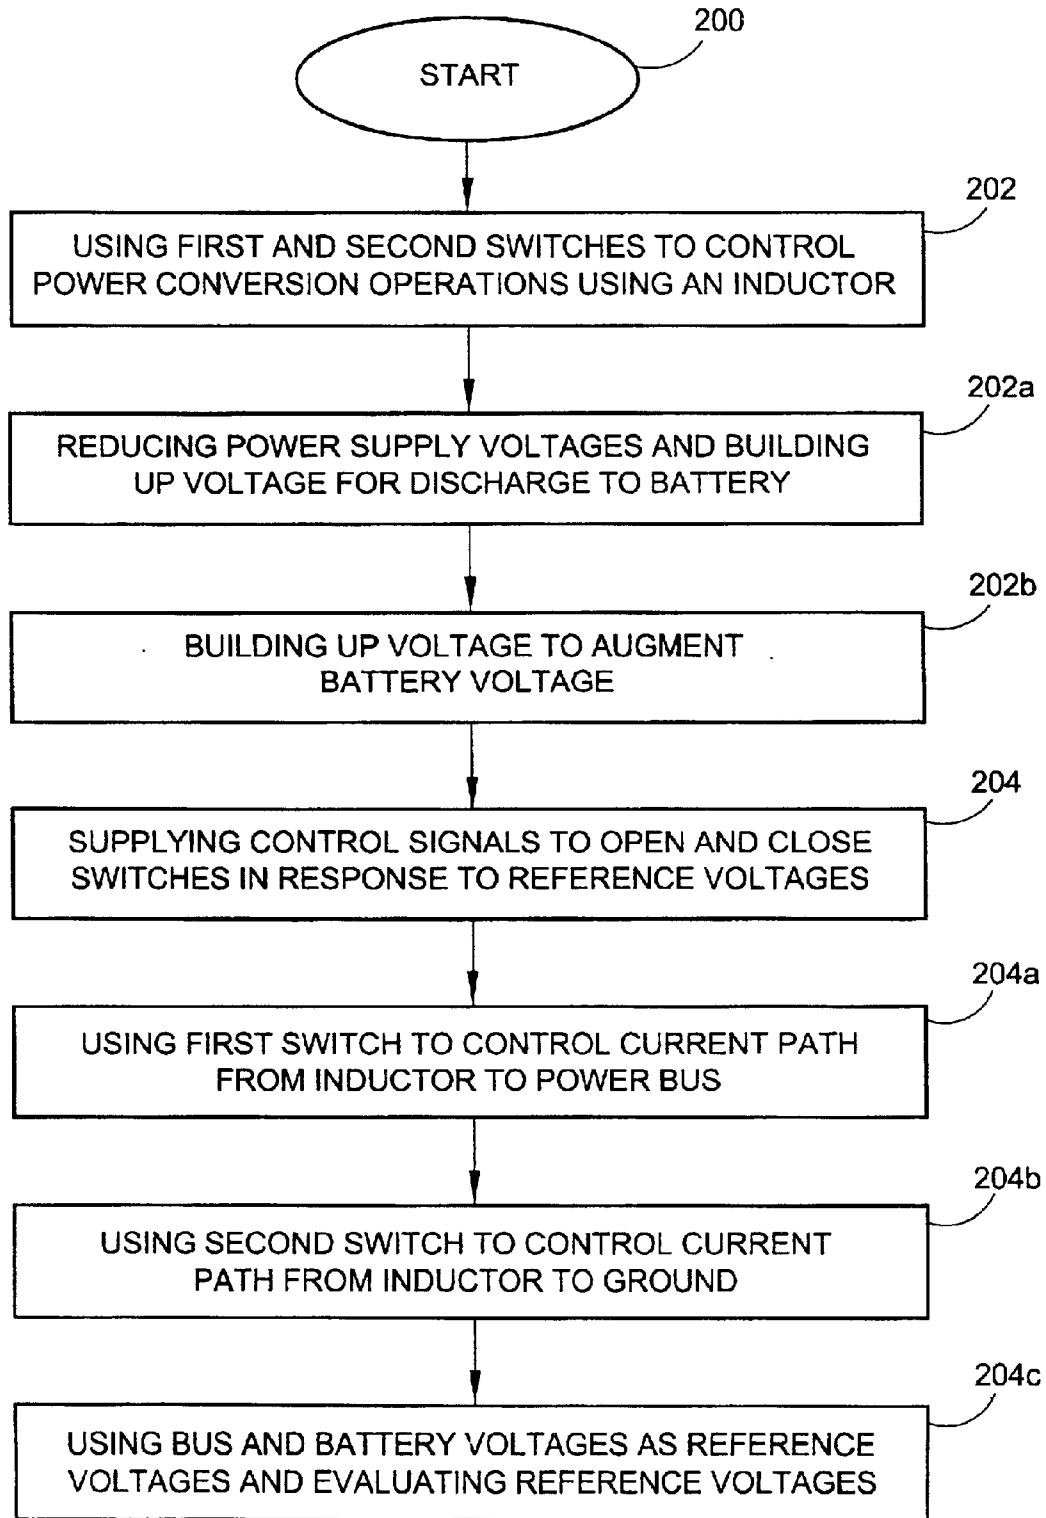 200
START
202
USING FIRST AND SECOND SWITCHES TO CONTROL
POWER CONVERSION OPERATIONS USING AN INDUCTOR
202a
REDUCING POWER SUPPLY VOLTAGES AND BUILDING
UP VOLTAGE FOR DISCHARGE TO BATTERY
202b
BUILDING UP VOLTAGE TO AUGMENT
BATTERY VOLTAGE
204
SUPPLYING CONTROL SIGNALS TO OPEN AND CLOSE
SWITCHES IN RESPONSE TO REFERENCE VOLTAGES
204a
USING FIRST SWITCH TO CONTROL CURRENT PATH
FROM INDUCTOR TO POWER BUS
204b
USING SECOND SWITCH TO CONTROL CURRENT
PATH FROM INDUCTOR TO GROUND
204c
USING BUS AND BATTERY VOLTAGES AS REFERENCE
VOLTAGES AND EVALUATING REFERENCE VOLTAGES